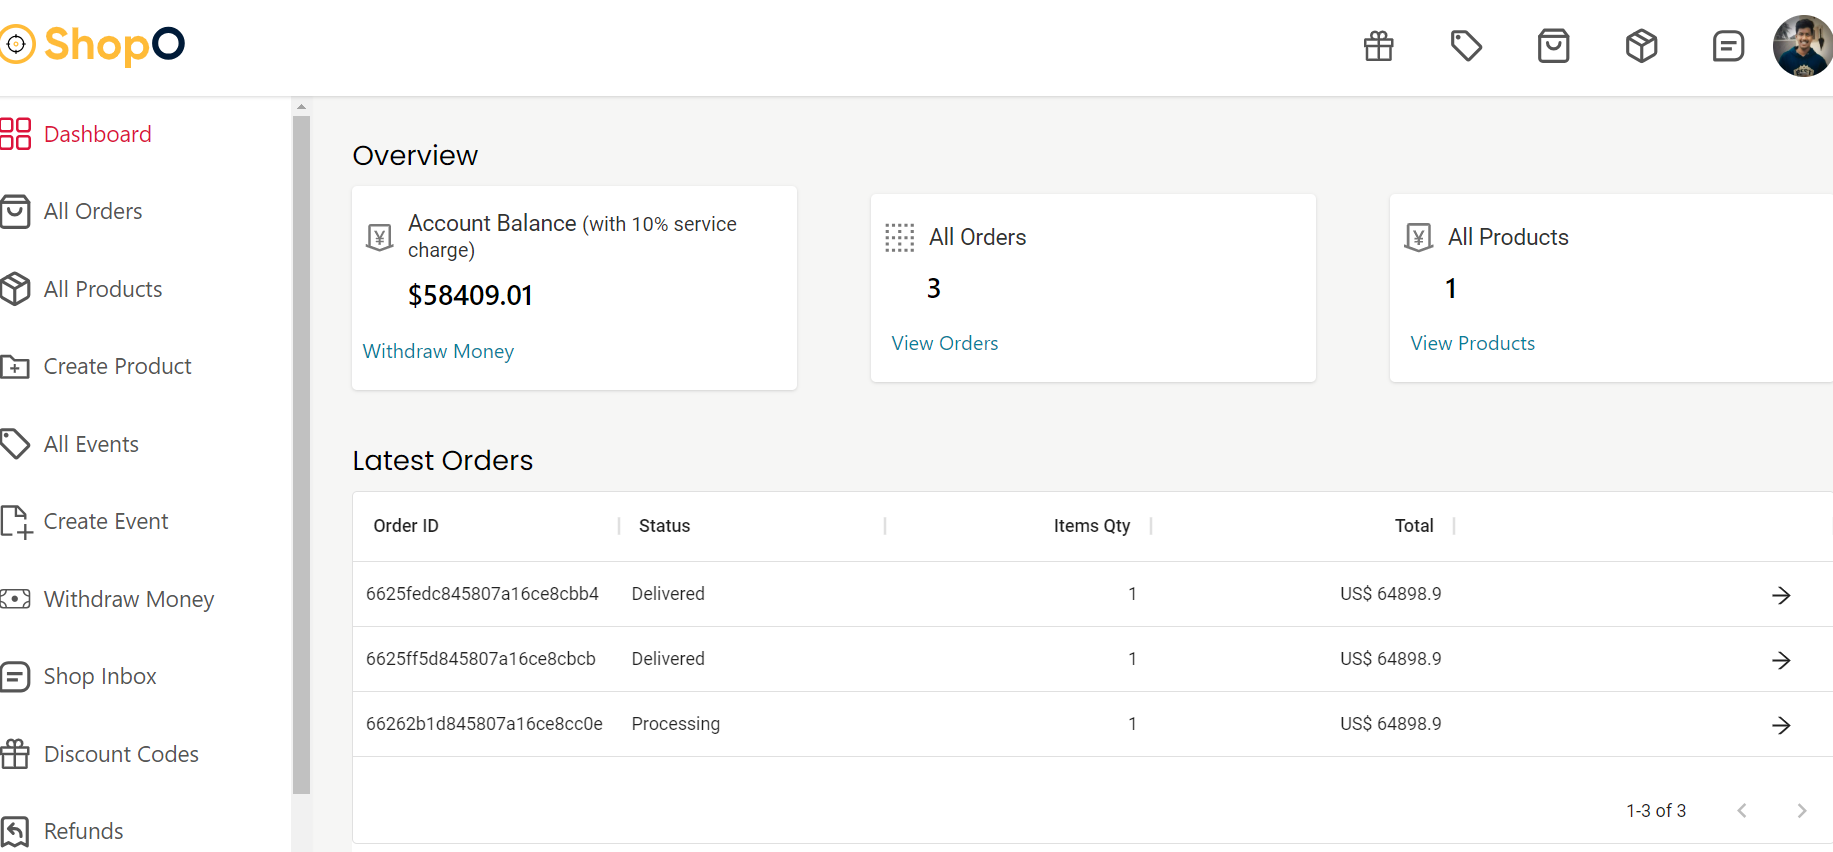 ShopO
Dashboard
All Orders
All Products
Create Product
All Events
Create Event
Withdraw Money
Shop Inbox
Discount Codes
Refunds
Overview
Account Balance (with 10% service
charge)
$58409.01
Withdraw Money
All Orders
3
View Orders
All Products
1
View Products
Latest Orders
Order ID Status Items Qty Total
6625fedc845807a16ce8cbb4 Delivered 1 US$ 64898.9
6625ff5d845807a16ce8cbcb Delivered 1 US$ 64898.9
66262b1d845807a16ce8cc0e Processing 1 US$ 64898.9
1-3 of 3